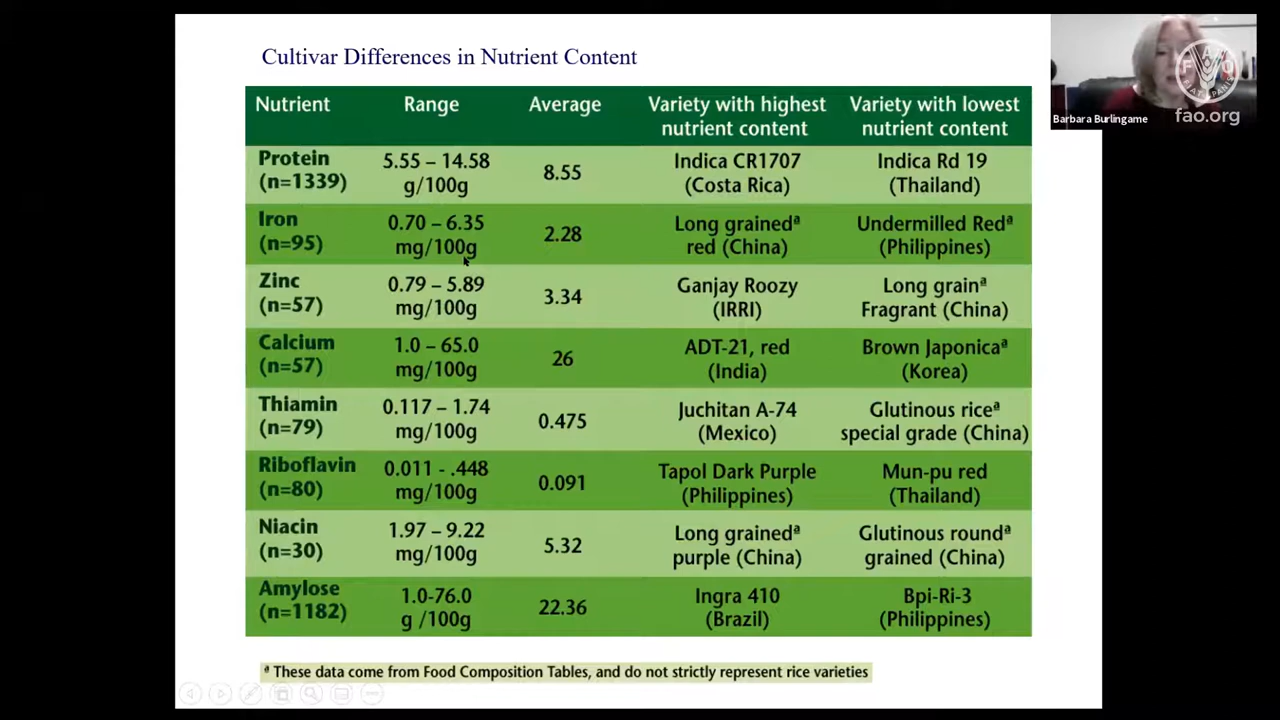 Cultivar Differences in Nutrient Content
Nutrient Range Average Variety with highest Variety with lowest
nutrient content nutrient content
Protein 5.55 – 14.58 8.55 Indica CR1707 Indica Rd 19
(n=1339) g/100g (Costa Rica) (Thailand)
Iron 0.70 – 6.35 2.28 Long grainedª Undermilled Redª
(n=95) mg/100g red (China) (Philippines)
Zinc 0.79 – 5.89 3.34 Ganjay Roozy Long grainª
(n=57) mg/100g (IRRI) Fragrant (China)
Calcium 1.0 – 65.0 26 ADT-21, red Brown Japonicaª
(n=57) mg/100g (India) (Korea)
Thiamin 0.117 – 1.74 0.475 Juchitan A-74 Glutinous riceª
(n=79) mg/100g (Mexico) special grade (China)
Riboflavin 0.011 - .448 0.091 Tapol Dark Purple Mun-pu red
(n=80) mg/100g (Philippines) (Thailand)
Niacin 1.97 – 9.22 5.32 Long grainedª Glutinous roundª
(n=30) mg/100g purple (China) grained (China)
Amylose 1.0-76.0 22.36 Ingra 410 Bpi-Ri-3
(n=1182) g /100g (Brazil) (Philippines)
ª These data come from Food Composition Tables, and do not strictly represent rice varieties
F A O
FIAT PANIS
fao.org
Barbara Burlingame